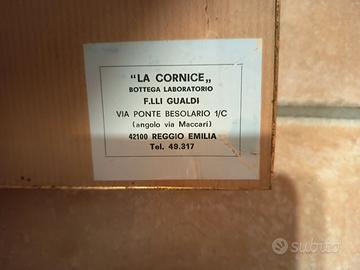 "LA CORNICE„
BOTTEGA LABORATORIO
F.LLI GUALDI
VIA PONTE BESOLARIO 1/C
(angolo via Maccari)
42100 REGGIO EMILIA
Tel. 49.317
subito